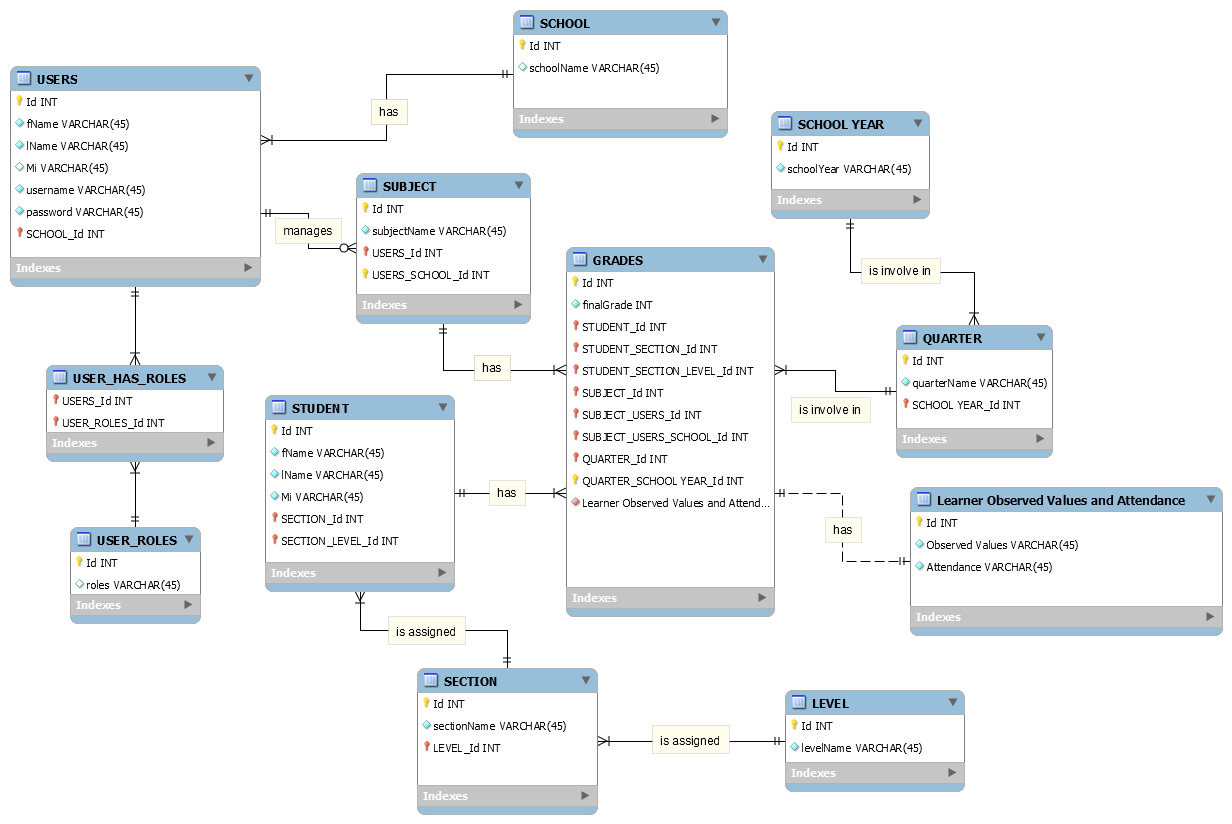 SCHOOL
Id INT
schoolName VARCHAR(45)
Indexes
USERS
Id INT
fName VARCHAR(45)
lName VARCHAR(45)
Mi VARCHAR(45)
username VARCHAR(45)
password VARCHAR(45)
SCHOOL_Id INT
Indexes
has
SCHOOL YEAR
Id INT
schoolYear VARCHAR(45)
Indexes
SUBJECT
Id INT
subjectName VARCHAR(45)
USERS_Id INT
USERS_SCHOOL_Id INT
Indexes
manages
is involve in
GRADES
Id INT
finalGrade INT
STUDENT_Id INT
STUDENT_SECTION_Id INT
STUDENT_SECTION_LEVEL_Id INT
SUBJECT_Id INT
SUBJECT_USERS_Id INT
SUBJECT_USERS_SCHOOL_Id INT
QUARTER_Id INT
QUARTER_SCHOOL YEAR_Id INT
Learner Observed Values and Attend...
Indexes
QUARTER
Id INT
quarterName VARCHAR(45)
SCHOOL YEAR_Id INT
Indexes
has
is involve in
USER_HAS_ROLES
USERS_Id INT
USER_ROLES_Id INT
Indexes
STUDENT
Id INT
fName VARCHAR(45)
lName VARCHAR(45)
Mi VARCHAR(45)
SECTION_Id INT
SECTION_LEVEL_Id INT
Indexes
has
Learner Observed Values and Attendance
Id INT
Observed Values VARCHAR(45)
Attendance VARCHAR(45)
Indexes
has
USER_ROLES
Id INT
roles VARCHAR(45)
Indexes
is assigned
SECTION
Id INT
sectionName VARCHAR(45)
LEVEL_Id INT
Indexes
is assigned
LEVEL
Id INT
levelName VARCHAR(45)
Indexes